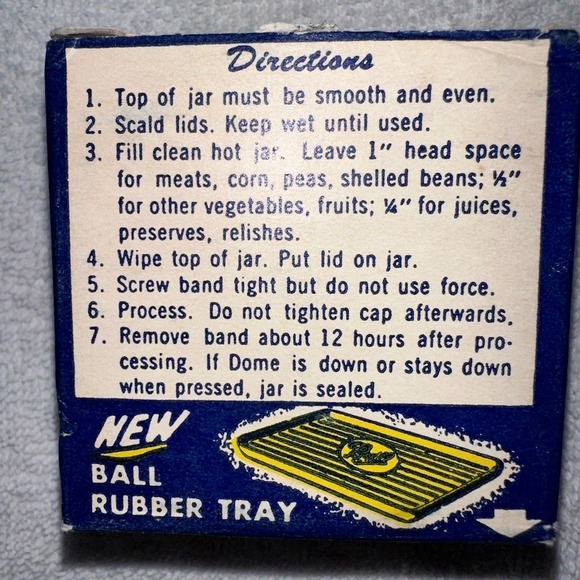 Directions
1. Top of jar must be smooth and even.
2. Scald lids. Keep wet until used.
3. Fill clean hot jar. Leave 1" head space
for meats, corn, peas, shelled beans; ½"
for other vegetables, fruits; ¼" for juices,
preserves, relishes.
4. Wipe top of jar. Put lid on jar.
5. Screw band tight but do not use force.
6. Process. Do not tighten cap afterwards.
7. Remove band about 12 hours after pro-
cessing. If Dome is down or stays down
when pressed, jar is sealed.
NEW
BALL
RUBBER TRAY
Ball